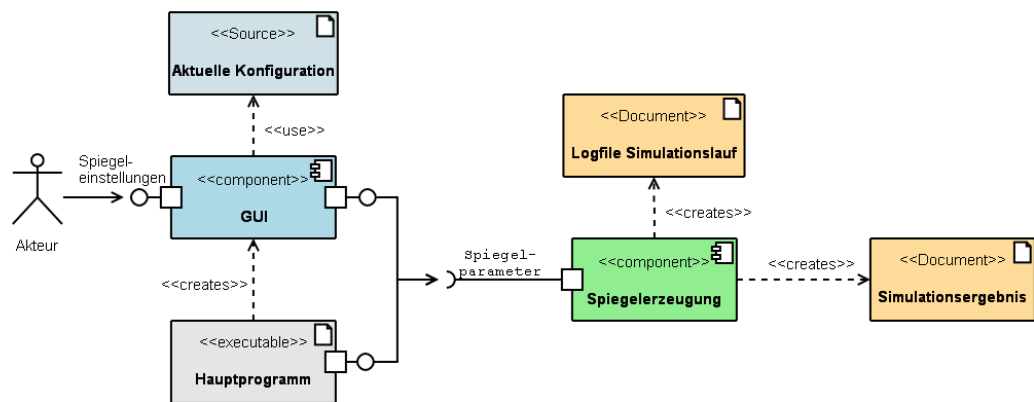 <<Source>>
Aktuelle Konfiguration
<<use>>
Spiegel-
einstellungen
Akteur
<<component>>
GUI
<<creates>>
<<executable>>
Hauptprogramm
Spiegel-
parameter
<<Document>>
Logfile Simulationslauf
<<creates>>
<<component>>
Spiegelerzeugung
<<creates>>
<<Document>>
Simulationsergebnis